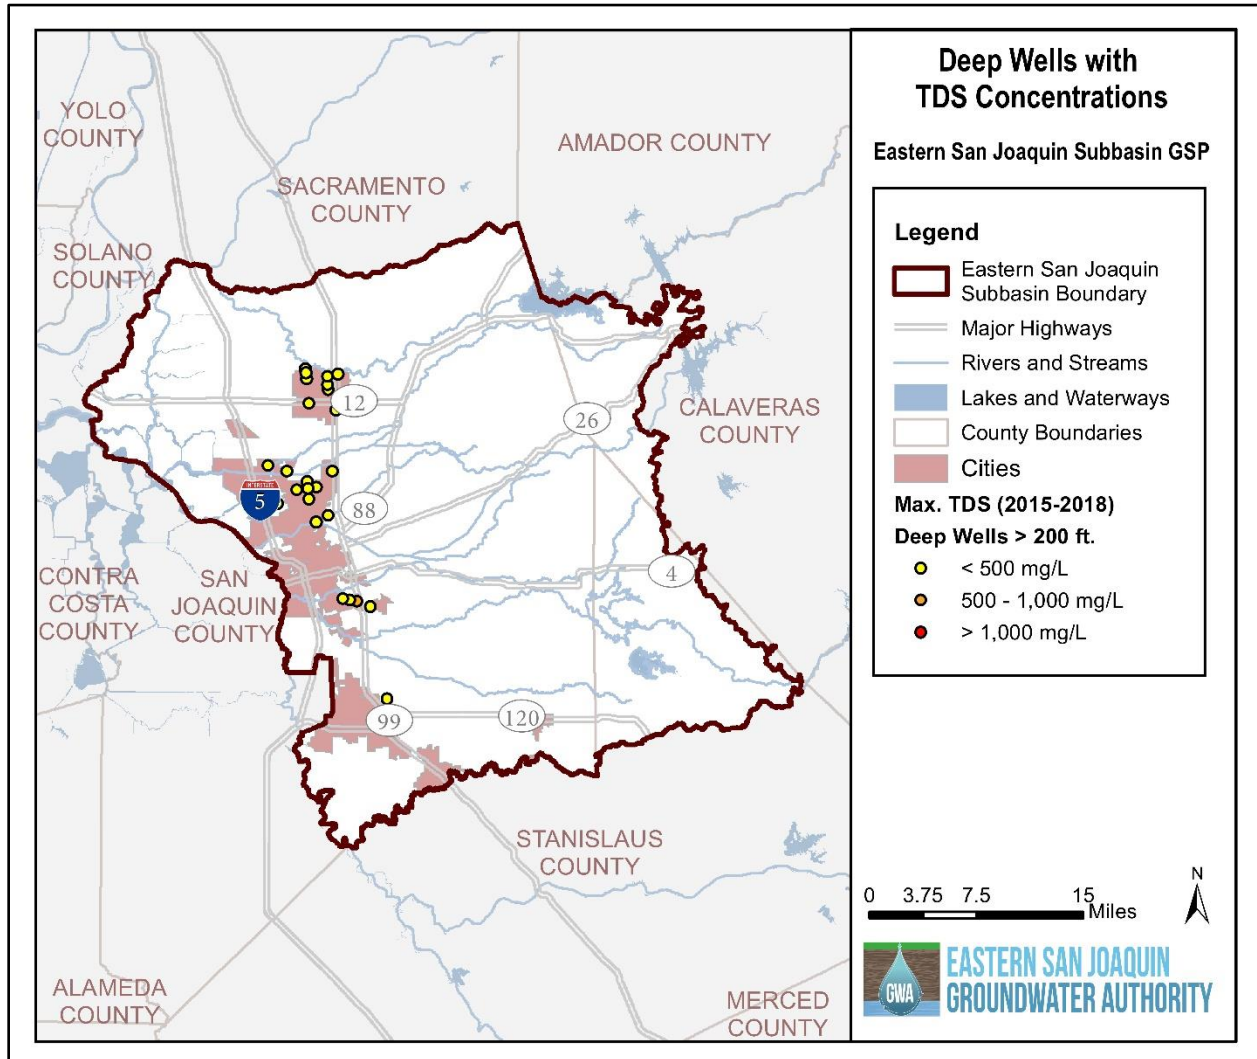 Deep Wells with
TDS Concentrations
Eastern San Joaquin Subbasin GSP
Legend
Eastern San Joaquin
Subbasin Boundary
Major Highways
Rivers and Streams
Lakes and Waterways
County Boundaries
Cities
Max. TDS (2015-2018)
Deep Wells > 200 ft.
< 500 mg/L
500 - 1,000 mg/L
> 1,000 mg/L
YOLO
COUNTY
AMADOR COUNTY
SACRAMENTO
COUNTY
SOLANO
COUNTY
12
26
CALAVERAS
COUNTY
INTERSTATE
5
88
4
CONTRA
COSTA
COUNTY
SAN
JOAQUIN
COUNTY
99
120
STANISLAUS
COUNTY
ALAMEDA
COUNTY
MERCED
COUNTY
N
0 3.75 7.5 15
Miles
GWA
EASTERN SAN JOAQUIN
GROUNDWATER AUTHORITY